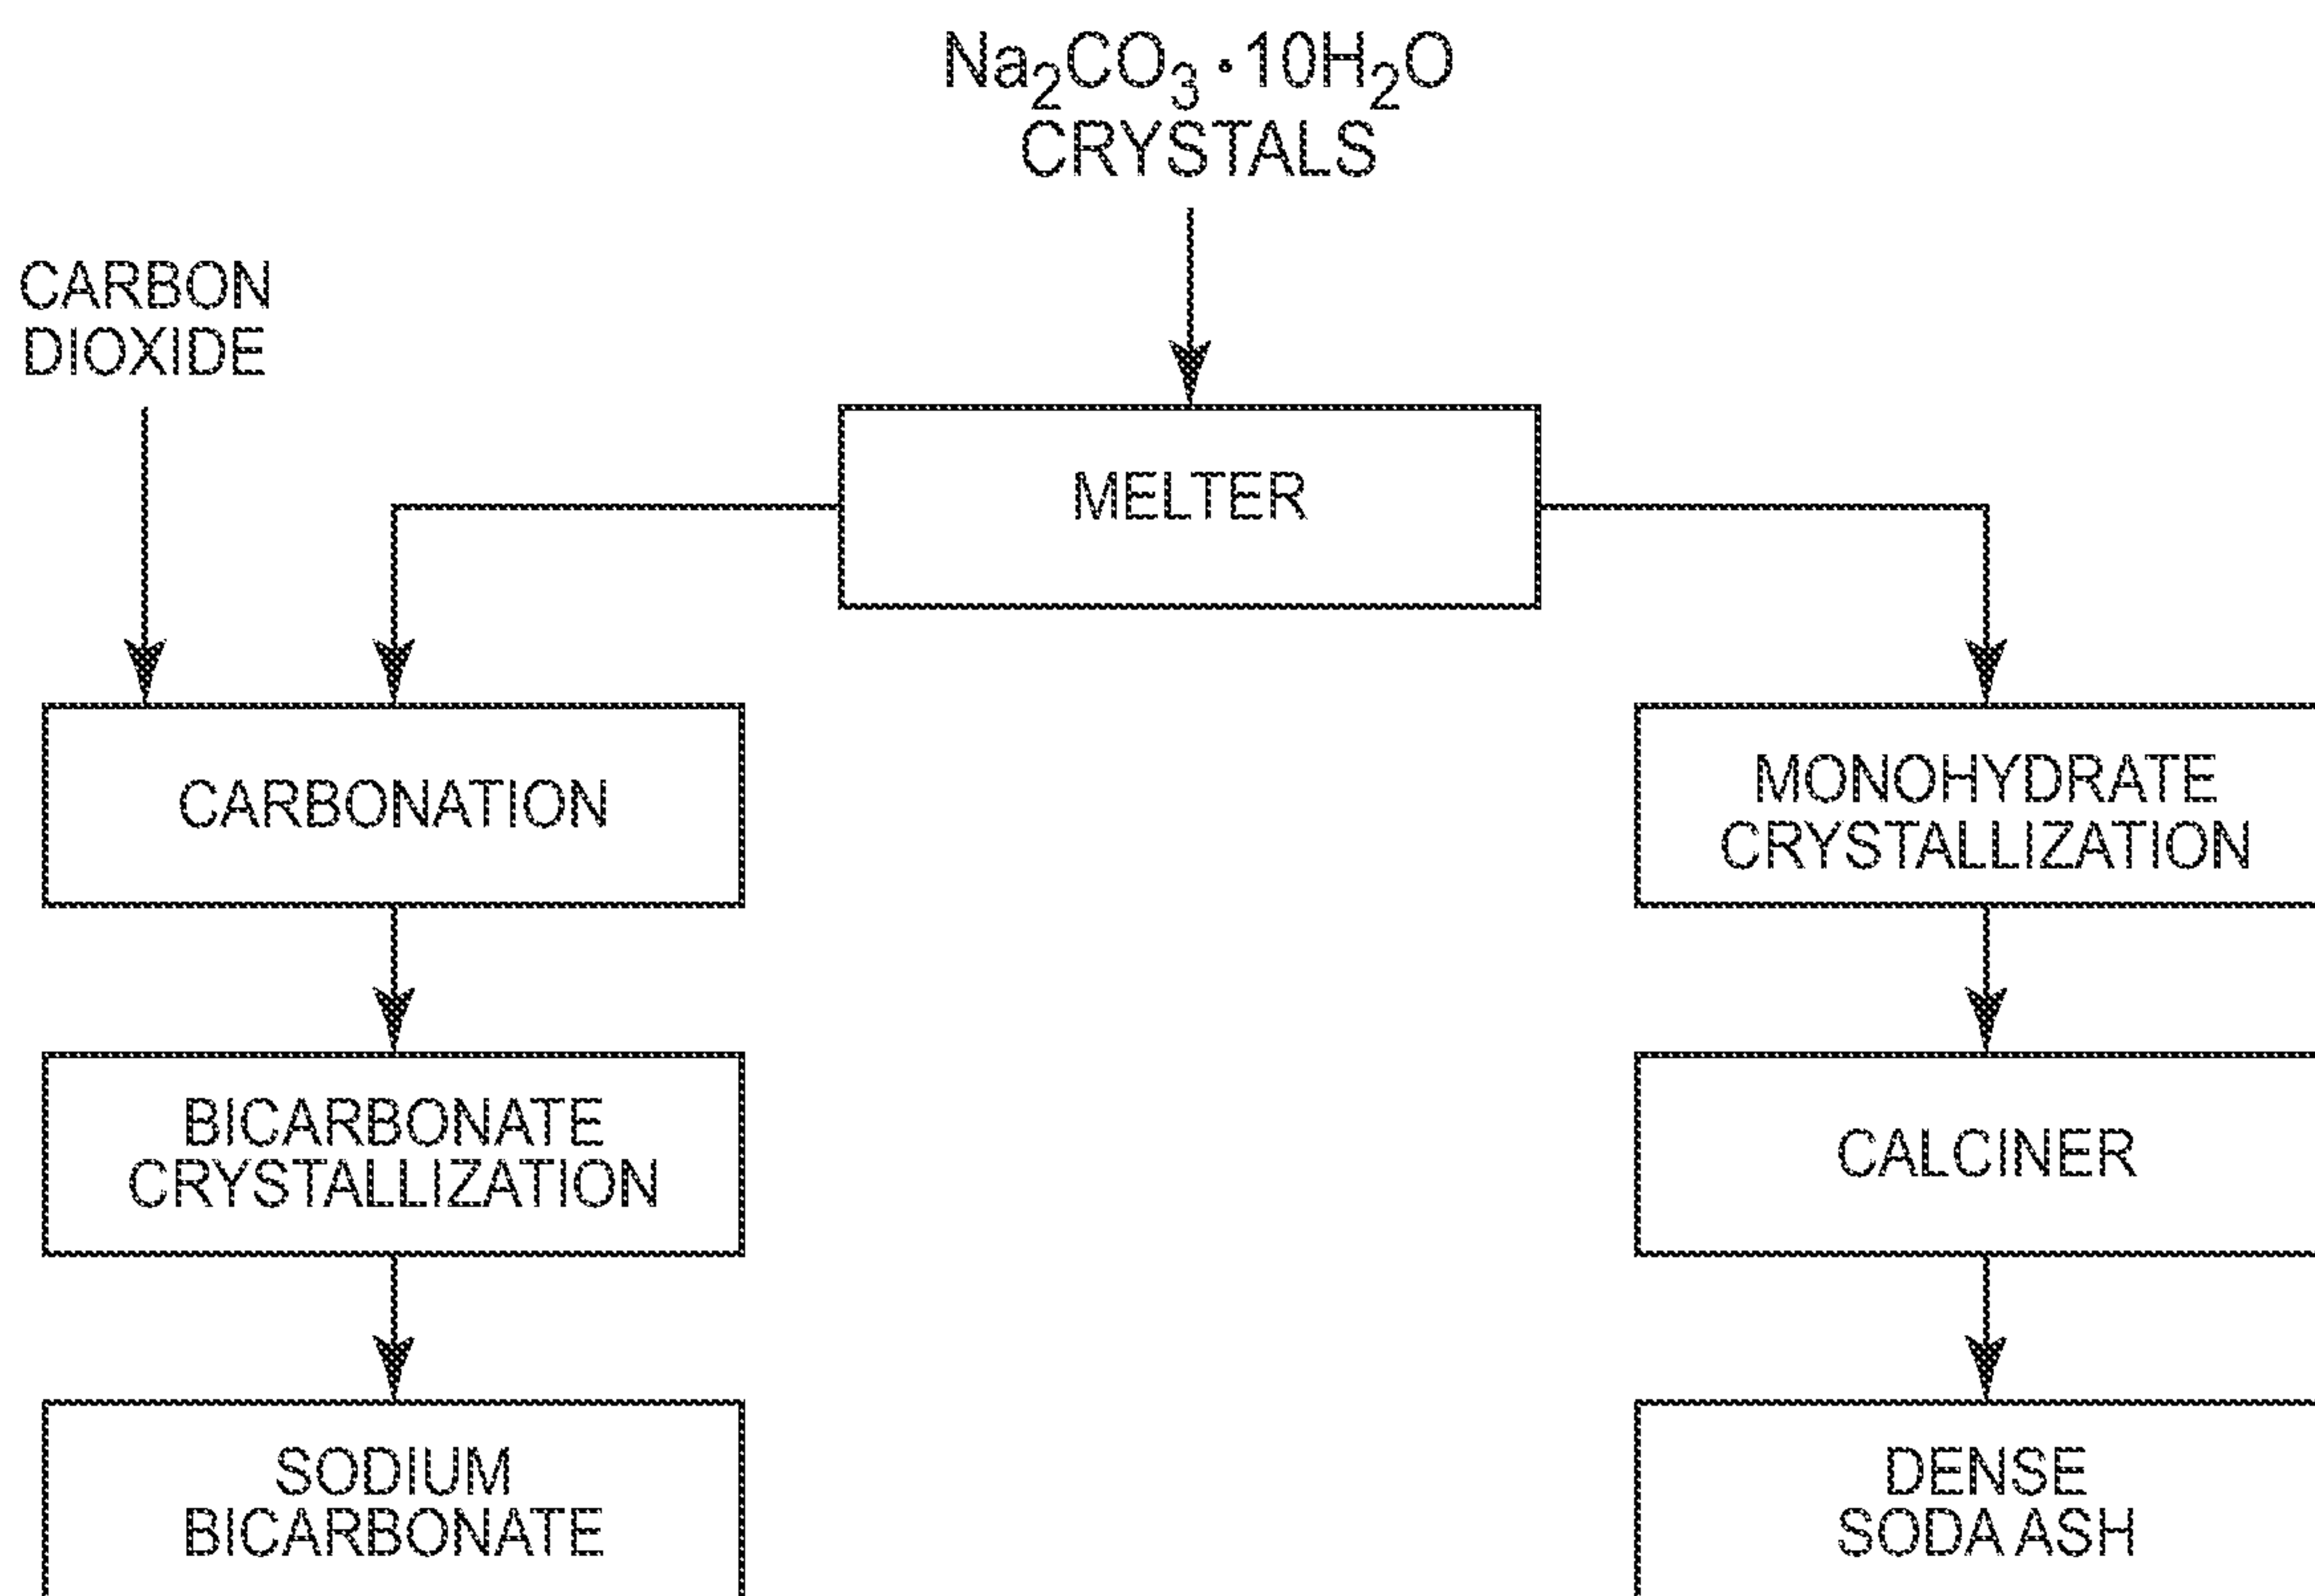 Na₂CO₃·10H₂O
CRYSTALS
CARBON
DIOXIDE
MELTER
CARBONATION
MONOHYDRATE
CRYSTALLIZATION
BICARBONATE
CRYSTALLIZATION
CALCINER
SODIUM
BICARBONATE
DENSE
SODA ASH